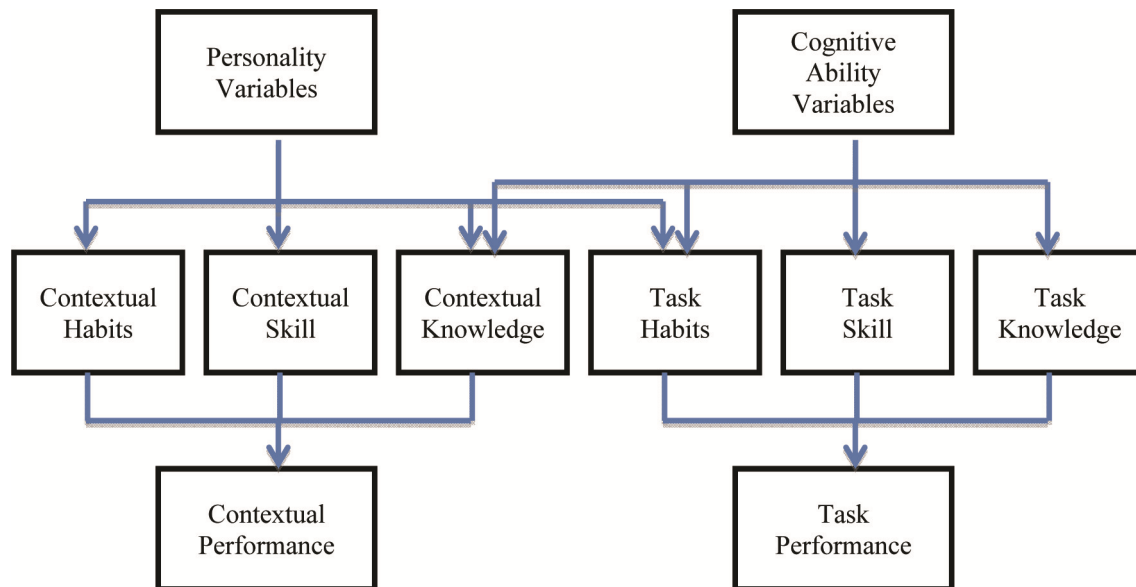 Personality
Variables
Cognitive
Ability
Variables
Contextual
Habits
Contextual
Skill
Contextual
Knowledge
Task
Habits
Task
Skill
Task
Knowledge
Contextual
Performance
Task
Performance